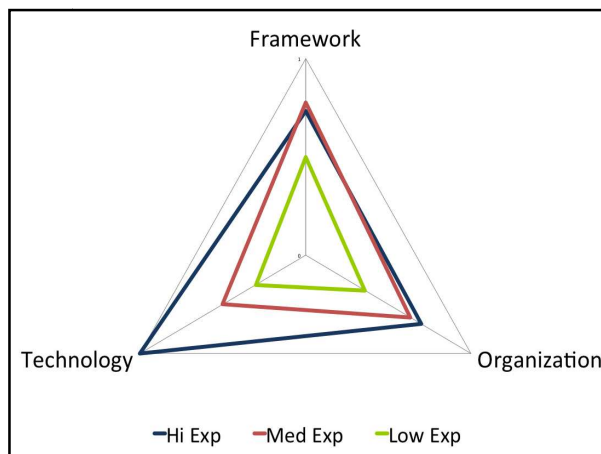 Framework
1
0
Technology
Organization
Hi Exp Med Exp Low Exp